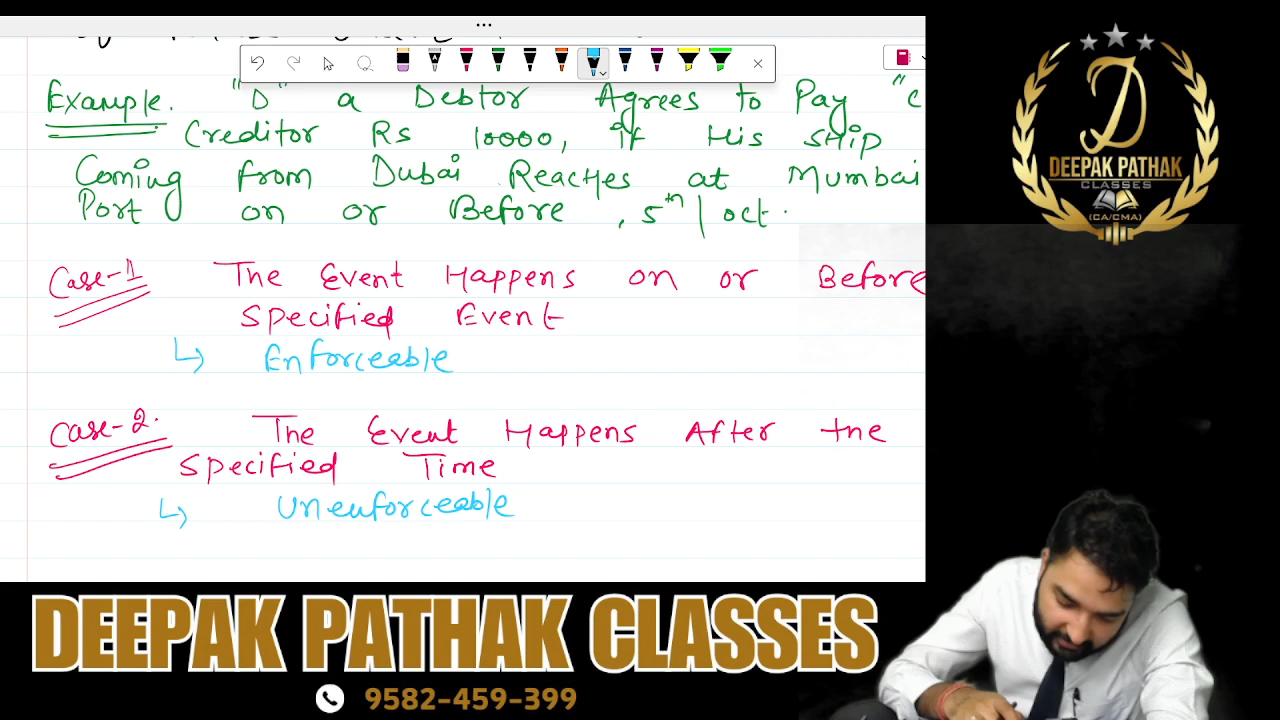 Example. "D" a Debtor Agrees to Pay "C
Creditor Rs 10000, if His ship
Coming from Dubai Reaches at Mumbai
Port on or Before, 5th/oct.
Case-1 The Event Happens on or Before
Specified Event
↳ Enforceable
Case-2. The Event Happens After the
Specified Time
↳ Unenforceable
D
DEEPAK PATHAK
CLASSES
(CA/CMA)
DEEPAK PATHAK CLASSES
9582-459-399